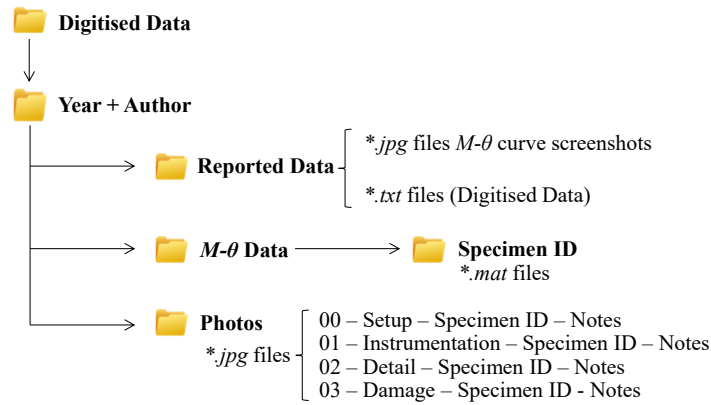 Digitised Data
Year + Author
Reported Data
*.jpg files M-θ curve screenshots
*.txt files (Digitised Data)
M-θ Data
Specimen ID
*.mat files
Photos
*.jpg files
00 – Setup – Specimen ID – Notes
01 – Instrumentation – Specimen ID – Notes
02 – Detail – Specimen ID – Notes
03 – Damage – Specimen ID - Notes